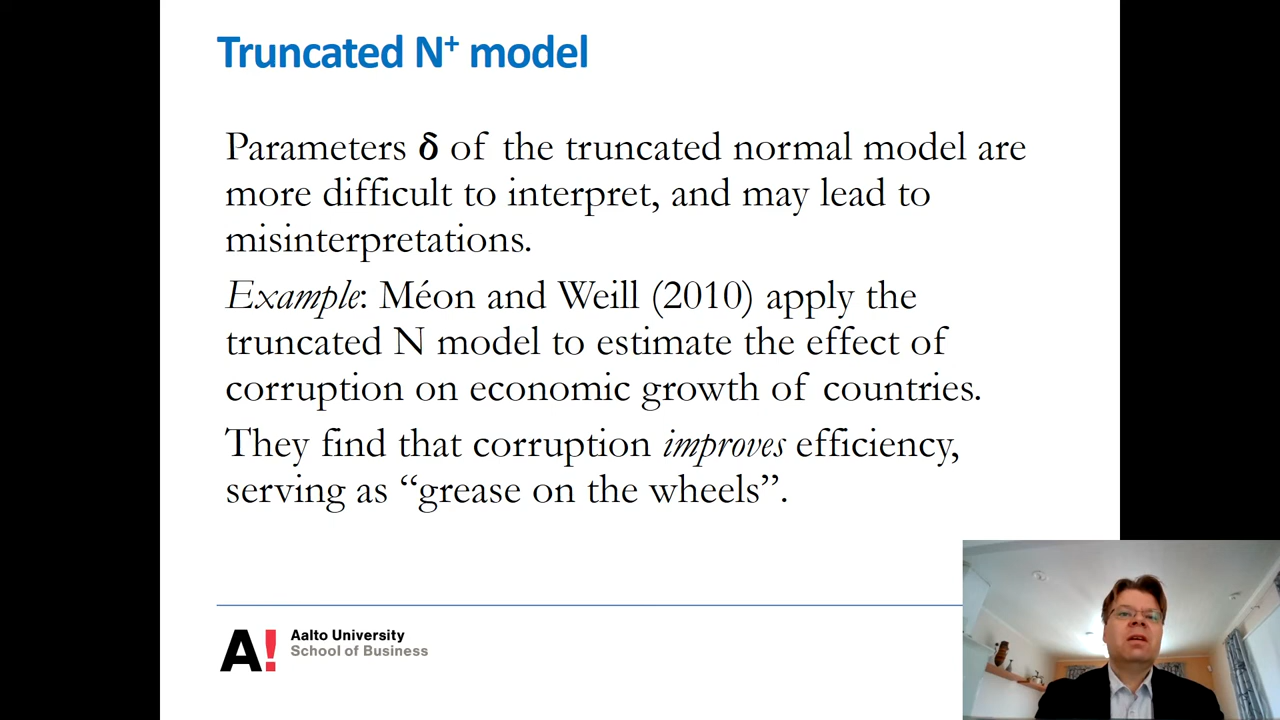 Truncated N⁺ model
Parameters δ of the truncated normal model are
more difficult to interpret, and may lead to
misinterpretations.
Example: Méon and Weill (2010) apply the
truncated N model to estimate the effect of
corruption on economic growth of countries.
They find that corruption improves efficiency,
serving as “grease on the wheels”.
A!
Aalto University
School of Business